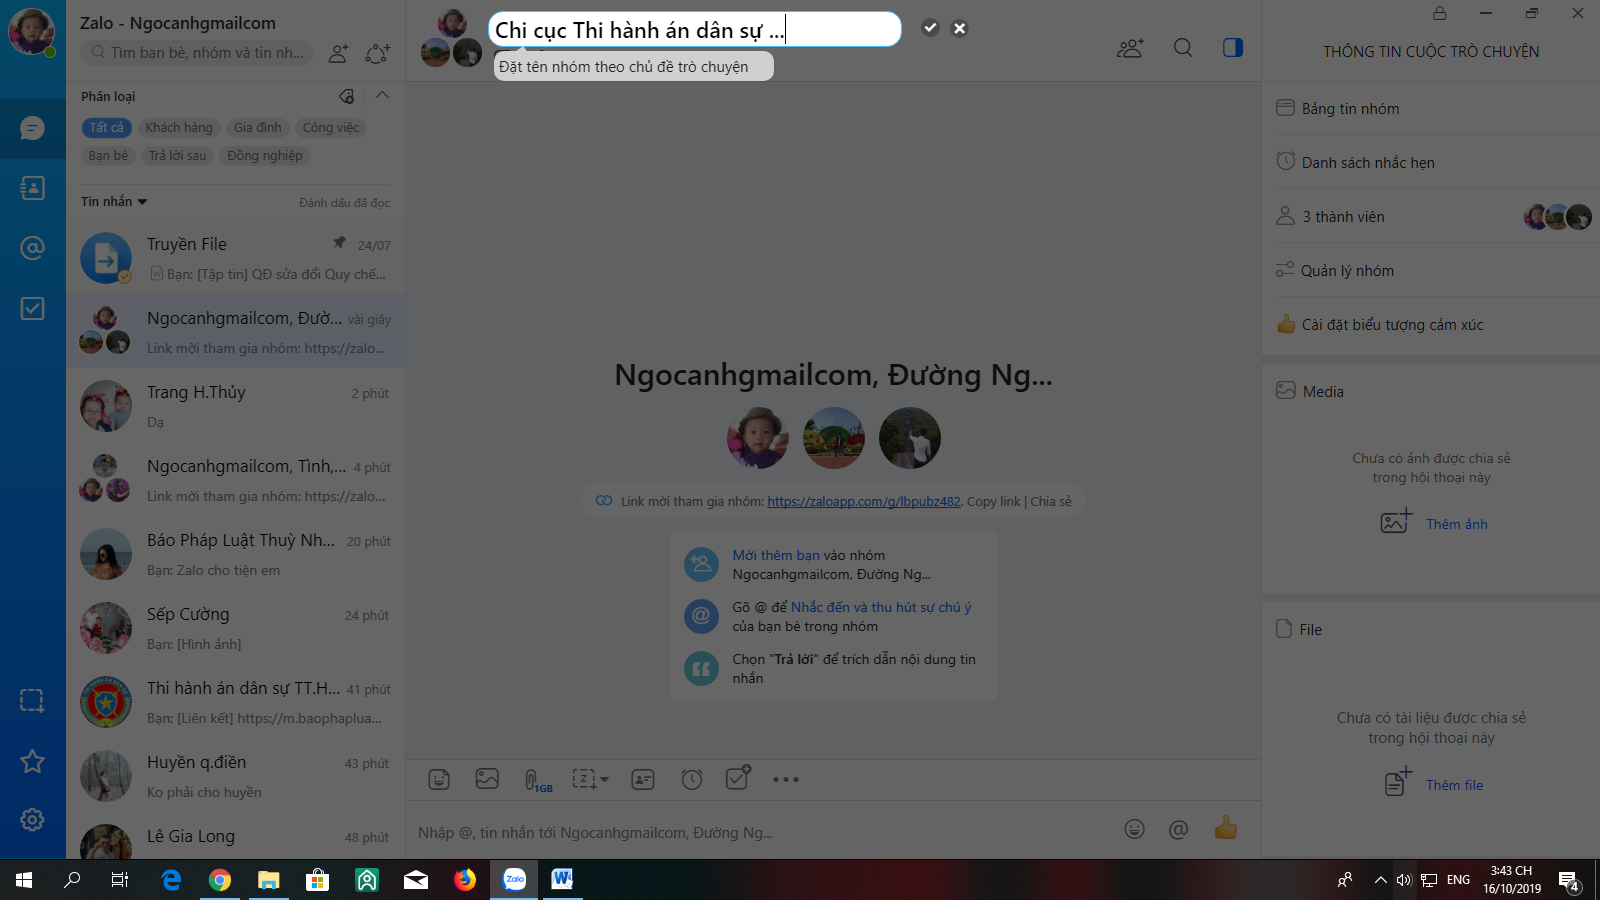 Zalo - Ngocanhgmailcom
Tìm bạn bè, nhóm và tin nh...
Phân loại
Tất cả
Khách hàng
Gia đình
Công việc
Bạn bè
Trả lời sau
Đồng nghiệp
Tin nhắn
Đánh dấu đã đọc
Truyền File
24/07
Bạn: [Tập tin] QĐ sửa đổi Quy chế...
Ngocanhgmailcom, Đườ...
vài giây
Link mời tham gia nhóm: https://zalo...
Trang H.Thủy
2 phút
Dạ
Ngocanhgmailcom, Tình,...
4 phút
Link mời tham gia nhóm: https://zalo...
Báo Pháp Luật Thuỳ Nh...
20 phút
Bạn: Zalo cho tiện em
Sếp Cường
24 phút
Bạn: [Hình ảnh]
Thi hành án dân sự TT.H...
41 phút
Bạn: [Liên kết] https://m.baophaplua...
Huyền q.điền
43 phút
Ko phải cho huyền
Lê Gia Long
48 phút
Chi cục Thi hành án dân sự ...
Đặt tên nhóm theo chủ đề trò chuyện
Ngocanhgmailcom, Đường Ng...
Link mời tham gia nhóm: https://zaloapp.com/g/lbpubz482. Copy link | Chia sẻ
Mời thêm bạn vào nhóm
Ngocanhgmailcom, Đường Ng...
Gõ @ để Nhắc đến và thu hút sự chú ý
của bạn bè trong nhóm
Chọn "Trả lời" để trích dẫn nội dung tin
nhắn
1GB
Nhập @, tin nhắn tới Ngocanhgmailcom, Đường Ng...
THÔNG TIN CUỘC TRÒ CHUYỆN
Bảng tin nhóm
Danh sách nhắc hẹn
3 thành viên
Quản lý nhóm
Cài đặt biểu tượng cảm xúc
Media
Chưa có ảnh được chia sẻ
trong hội thoại này
Thêm ảnh
File
Chưa có tài liệu được chia sẻ
trong hội thoại này
Thêm file
Zalo
ENG
3:43 CH
16/10/2019
4